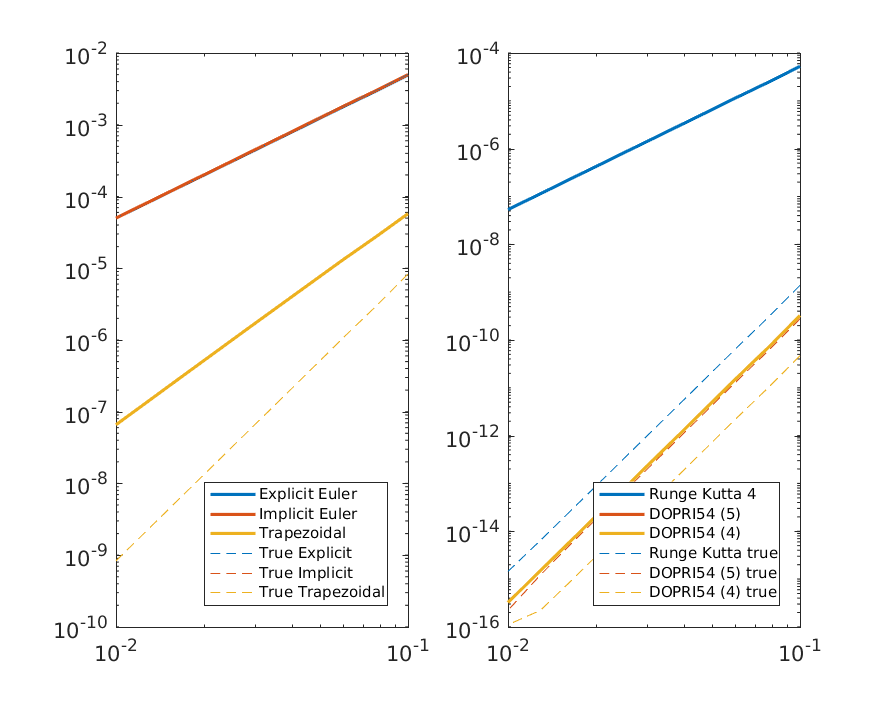 10-2
10-3
10-4
10-5
10-6
10-7
10-8
10-9
10-10
10-2
10-1
Explicit Euler
Implicit Euler
Trapezoidal
True Explicit
True Implicit
True Trapezoidal
10-4
10-6
10-8
10-10
10-12
10-14
10-16
10-2
10-1
Runge Kutta 4
DOPRI54 (5)
DOPRI54 (4)
Runge Kutta true
DOPRI54 (5) true
DOPRI54 (4) true